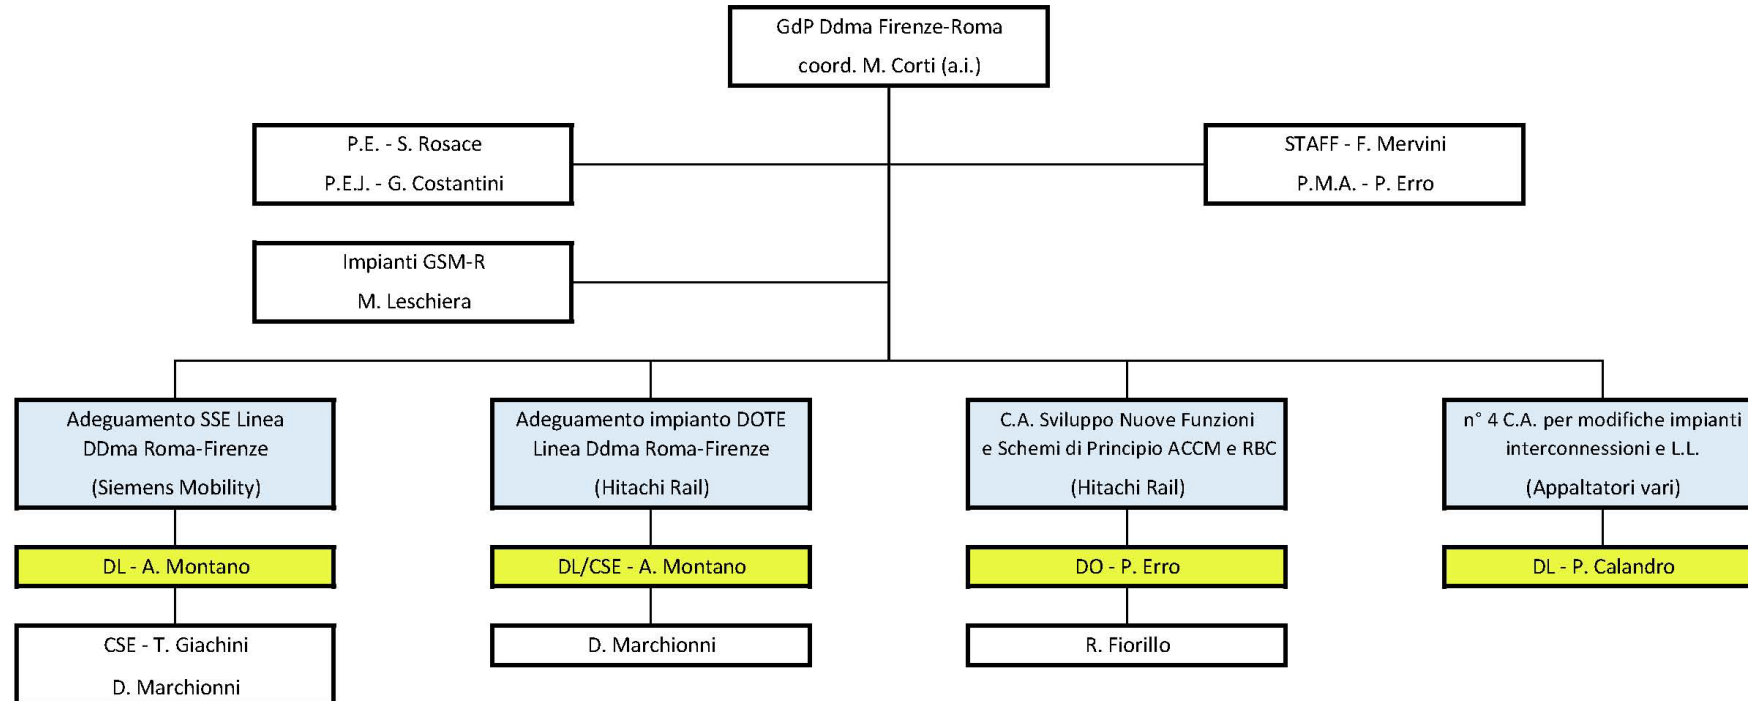 GdP Ddma Firenze-Roma
coord. M. Corti (a.i.)
P.E. - S. Rosace
P.E.J. - G. Costantini
STAFF - F. Mervini
P.M.A. - P. Erro
Impianti GSM-R
M. Leschiera
Adeguamento SSE Linea
DDma Roma-Firenze
(Siemens Mobility)
Adeguamento impianto DOTE
Linea Ddma Roma-Firenze
(Hitachi Rail)
C.A. Sviluppo Nuove Funzioni
e Schemi di Principio ACCM e RBC
(Hitachi Rail)
n° 4 C.A. per modifiche impianti
interconnessioni e L.L.
(Appaltatori vari)
DL - A. Montano
DL/CSE - A. Montano
DO - P. Erro
DL - P. Calandro
CSE - T. Giachini
D. Marchionni
D. Marchionni
R. Fiorillo